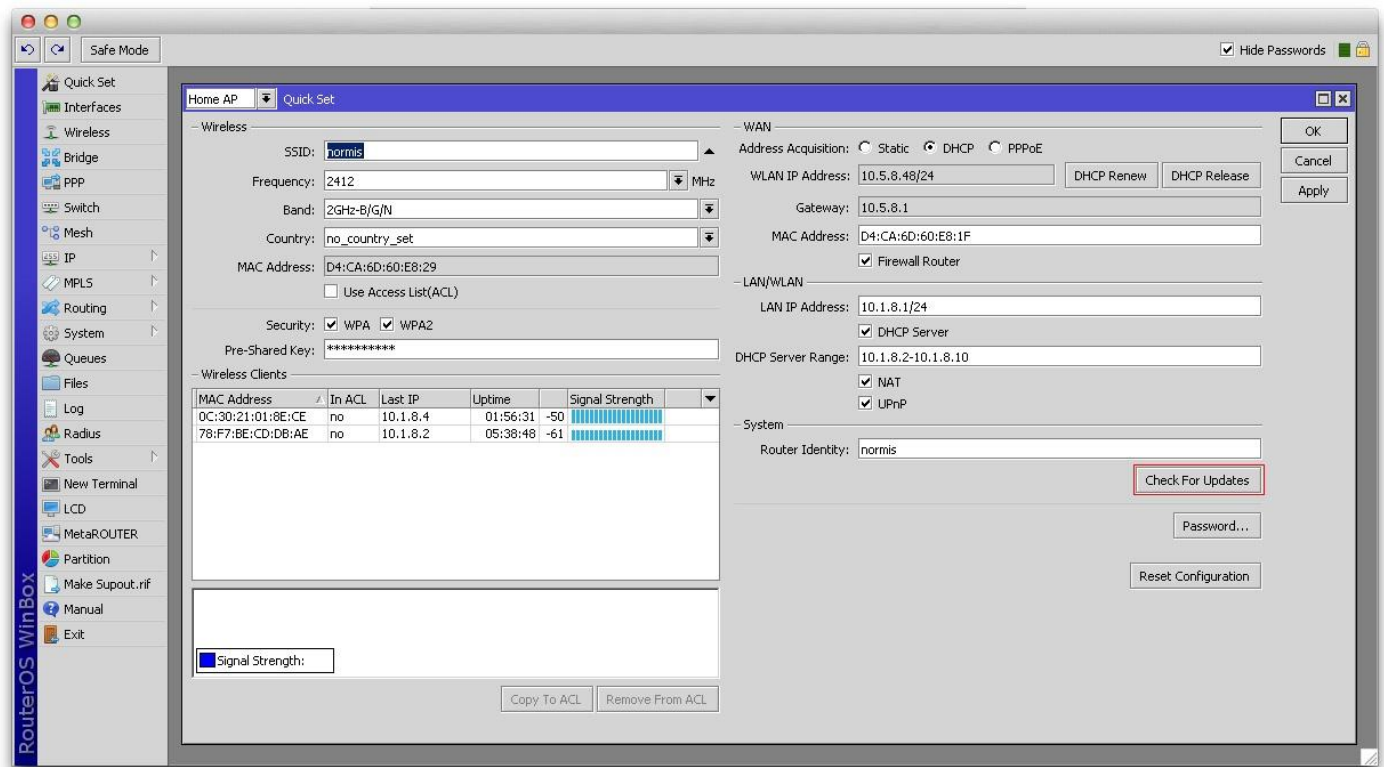 Safe Mode
Hide Passwords
Quick Set
Interfaces
Wireless
Bridge
PPP
Switch
Mesh
IP
MPLS
Routing
System
Queues
Files
Log
Radius
Tools
New Terminal
LCD
MetaROUTER
Partition
Make Supout.rif
Manual
Exit
RouterOS WinBox
Home AP Quick Set
Wireless
SSID: normis
Frequency: 2412 MHz
Band: 2GHz-B/G/N
Country: no_country_set
MAC Address: D4:CA:6D:60:E8:29
Use Access List(ACL)
Security: WPA WPA2
Pre-Shared Key: **********
Wireless Clients
MAC Address In ACL Last IP Uptime Signal Strength
0C:30:21:01:8E:CE no 10.1.8.4 01:56:31 -50
78:F7:BE:CD:DB:AE no 10.1.8.2 05:38:48 -61
Signal Strength:
Copy To ACL Remove From ACL
WAN
Address Acquisition: Static DHCP PPPoE
WLAN IP Address: 10.5.8.48/24 DHCP Renew DHCP Release
Gateway: 10.5.8.1
MAC Address: D4:CA:6D:60:E8:1F
Firewall Router
LAN/WLAN
LAN IP Address: 10.1.8.1/24
DHCP Server
DHCP Server Range: 10.1.8.2-10.1.8.10
NAT
UPnP
System
Router Identity: normis
Check For Updates
Password...
Reset Configuration
OK
Cancel
Apply